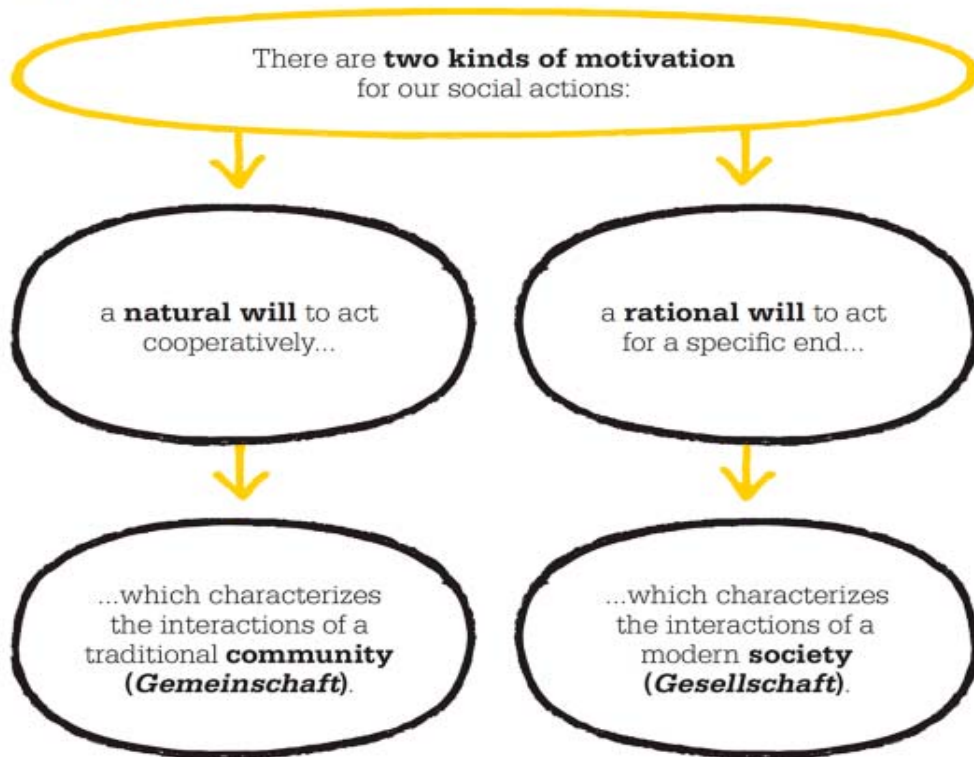 There are two kinds of motivation
for our social actions:
a natural will to act
cooperatively...
a rational will to act
for a specific end...
...which characterizes
the interactions of a
traditional community
(Gemeinschaft).
...which characterizes
the interactions of a
modern society
(Gesellschaft).